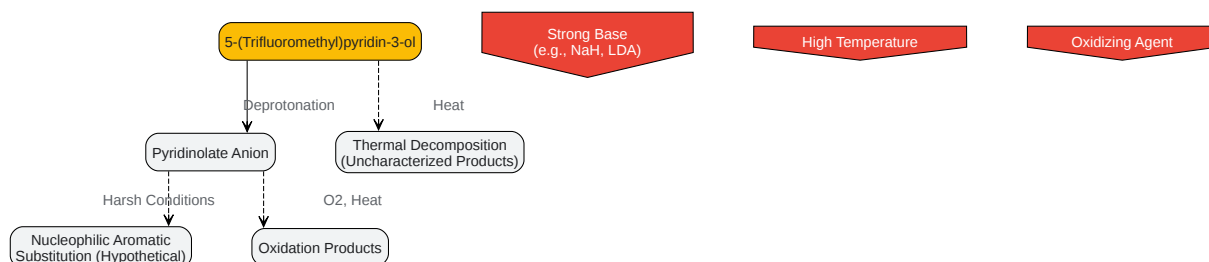 5-(Trifluoromethyl)pyridin-3-ol
Strong Base
(e.g., NaH, LDA)
High Temperature
Oxidizing Agent
Deprotonation
Heat
Pyridinolate Anion
Thermal Decomposition
(Uncharacterized Products)
Harsh Conditions
O2, Heat
Nucleophilic Aromatic
Substitution (Hypothetical)
Oxidation Products